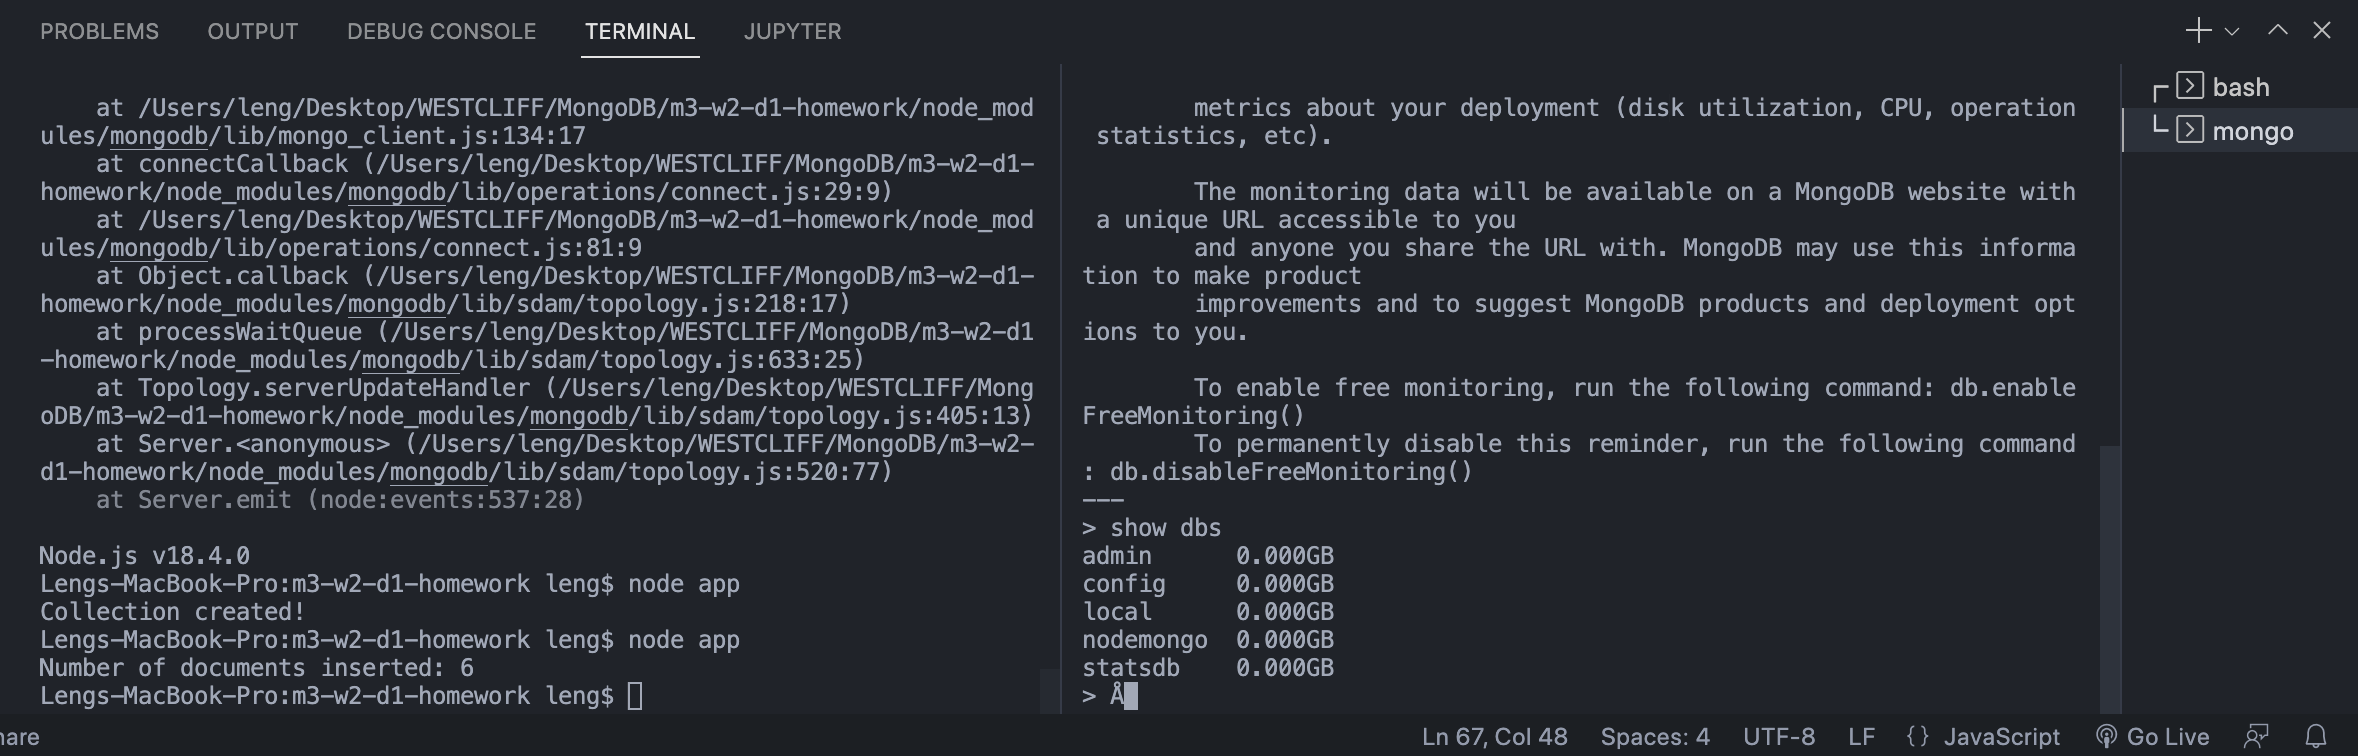 PROBLEMS OUTPUT DEBUG CONSOLE TERMINAL JUPYTER
at /Users/leng/Desktop/WESTCLIFF/MongoDB/m3-w2-d1-homework/node_mod
ules/mongodb/lib/mongo_client.js:134:17
at connectCallback (/Users/leng/Desktop/WESTCLIFF/MongoDB/m3-w2-d1-
homework/node_modules/mongodb/lib/operations/connect.js:29:9)
at /Users/leng/Desktop/WESTCLIFF/MongoDB/m3-w2-d1-homework/node_mod
ules/mongodb/lib/operations/connect.js:81:9
at Object.callback (/Users/leng/Desktop/WESTCLIFF/MongoDB/m3-w2-d1-
homework/node_modules/mongodb/lib/sdam/topology.js:218:17)
at processWaitQueue (/Users/leng/Desktop/WESTCLIFF/MongoDB/m3-w2-d1
-homework/node_modules/mongodb/lib/sdam/topology.js:633:25)
at Topology.serverUpdateHandler (/Users/leng/Desktop/WESTCLIFF/Mong
oDB/m3-w2-d1-homework/node_modules/mongodb/lib/sdam/topology.js:405:13)
at Server.<anonymous> (/Users/leng/Desktop/WESTCLIFF/MongoDB/m3-w2-
d1-homework/node_modules/mongodb/lib/sdam/topology.js:520:77)
at Server.emit (node:events:537:28)
Node.js v18.4.0
Lengs-MacBook-Pro:m3-w2-d1-homework leng$ node app
Collection created!
Lengs-MacBook-Pro:m3-w2-d1-homework leng$ node app
Number of documents inserted: 6
Lengs-MacBook-Pro:m3-w2-d1-homework leng$
metrics about your deployment (disk utilization, CPU, operation
statistics, etc).
The monitoring data will be available on a MongoDB website with
a unique URL accessible to you
and anyone you share the URL with. MongoDB may use this informa
tion to make product
improvements and to suggest MongoDB products and deployment opt
ions to you.
To enable free monitoring, run the following command: db.enable
FreeMonitoring()
To permanently disable this reminder, run the following command
: db.disableFreeMonitoring()
---
> show dbs
admin 0.000GB
config 0.000GB
local 0.000GB
nodemongo 0.000GB
statsdb 0.000GB
> Å
bash
mongo
hare Ln 67, Col 48 Spaces: 4 UTF-8 LF {} JavaScript Go Live